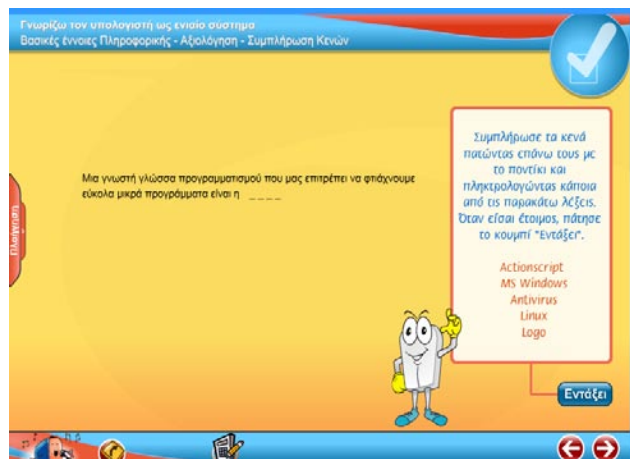 Γνωρίζω τον υπολογιστή ως ενιαίο σύστημα
Βασικές έννοιες Πληροφορικής - Αξιολόγηση - Συμπλήρωση Κενών
Μια γνωστή γλώσσα προγραμματισμού που μας επιτρέπει να φτιάχνουμε
εύκολα μικρά προγράμματα είναι η _ _ _ _
Πλοήγηση
Συμπλήρωσε τα κενά
πατώντας επάνω τους με
το ποντίκι και
πληκτρολογώντας κάποια
από τις παρακάτω λέξεις.
Όταν είσαι έτοιμος, πάτησε
το κουμπί "Εντάξει".
Actionscript
MS Windows
Antivirus
Linux
Logo
Εντάξει